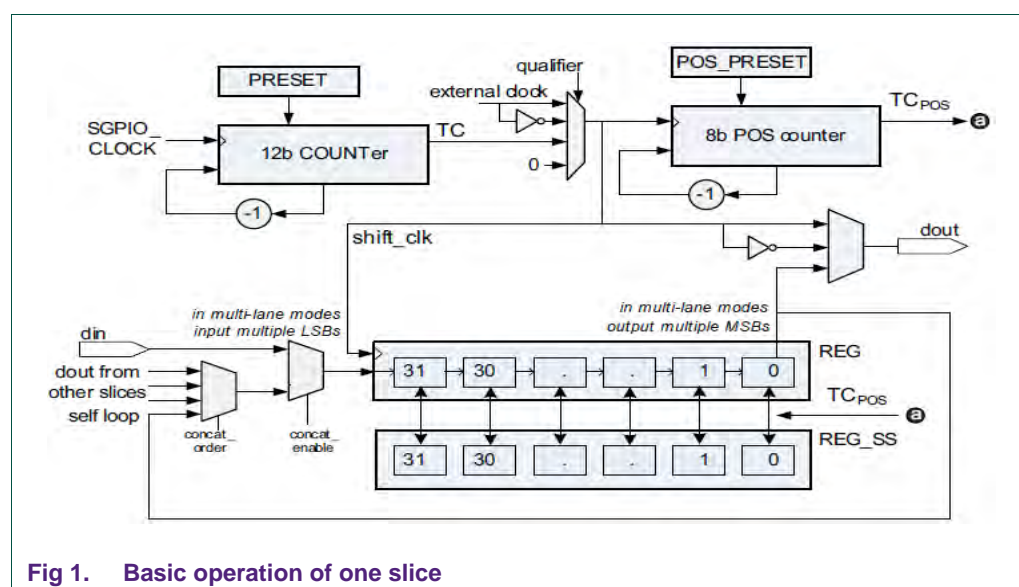 qualifier
POS_PRESET
PRESET
external clock
TC
TCPOS
a
SGPIO_
CLOCK
12b COUNTer
8b POS counter
0
-1
-1
shift_clk
dout
in multi-lane modes
input multiple LSBs
in multi-lane modes
output multiple MSBs
din
REG
dout from
other slices
self loop
31 30 . . 1 0
TCPOS
a
concat_
order
concat_
enable
REG_SS
31 30 . . 1 0
Fig 1. Basic operation of one slice